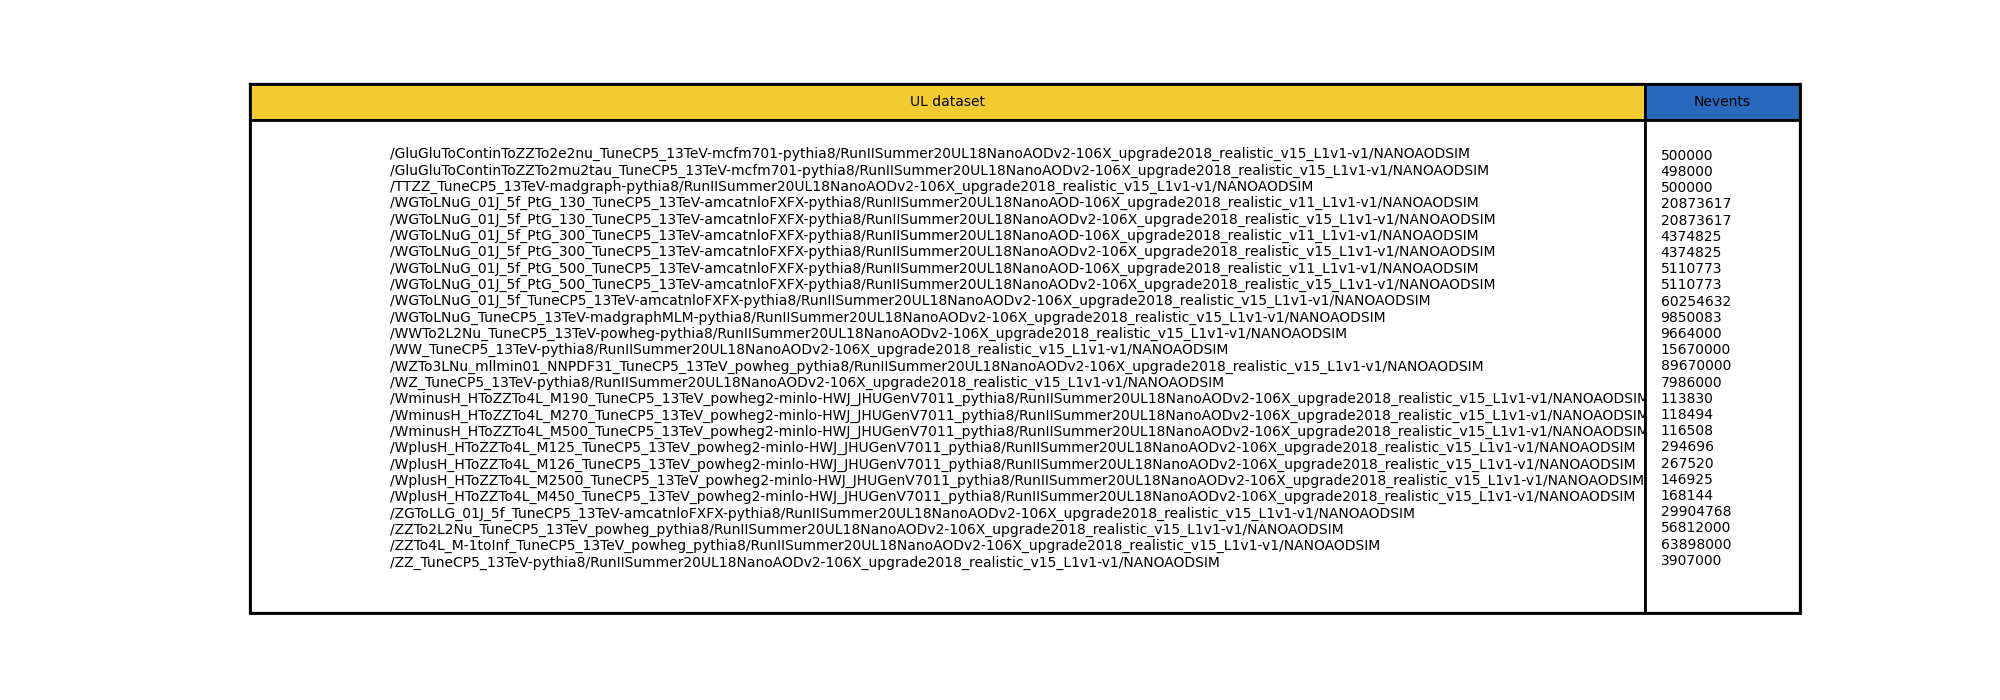 UL dataset Nevents
/GluGluToContinToZZTo2e2nu_TuneCP5_13TeV-mcfm701-pythia8/RunIISummer20UL18NanoAODv2-106X_upgrade2018_realistic_v15_L1v1-v1/NANOAODSIM 500000
/GluGluToContinToZZTo2mu2tau_TuneCP5_13TeV-mcfm701-pythia8/RunIISummer20UL18NanoAODv2-106X_upgrade2018_realistic_v15_L1v1-v1/NANOAODSIM 498000
/TTZZ_TuneCP5_13TeV-madgraph-pythia8/RunIISummer20UL18NanoAODv2-106X_upgrade2018_realistic_v15_L1v1-v1/NANOAODSIM 500000
/WGToLNuG_01J_5f_PtG_130_TuneCP5_13TeV-amcatnloFXFX-pythia8/RunIISummer20UL18NanoAOD-106X_upgrade2018_realistic_v11_L1v1-v1/NANOAODSIM 20873617
/WGToLNuG_01J_5f_PtG_130_TuneCP5_13TeV-amcatnloFXFX-pythia8/RunIISummer20UL18NanoAODv2-106X_upgrade2018_realistic_v15_L1v1-v1/NANOAODSIM 20873617
/WGToLNuG_01J_5f_PtG_300_TuneCP5_13TeV-amcatnloFXFX-pythia8/RunIISummer20UL18NanoAOD-106X_upgrade2018_realistic_v11_L1v1-v1/NANOAODSIM 4374825
/WGToLNuG_01J_5f_PtG_300_TuneCP5_13TeV-amcatnloFXFX-pythia8/RunIISummer20UL18NanoAODv2-106X_upgrade2018_realistic_v15_L1v1-v1/NANOAODSIM 4374825
/WGToLNuG_01J_5f_PtG_500_TuneCP5_13TeV-amcatnloFXFX-pythia8/RunIISummer20UL18NanoAOD-106X_upgrade2018_realistic_v11_L1v1-v1/NANOAODSIM 5110773
/WGToLNuG_01J_5f_PtG_500_TuneCP5_13TeV-amcatnloFXFX-pythia8/RunIISummer20UL18NanoAODv2-106X_upgrade2018_realistic_v15_L1v1-v1/NANOAODSIM 5110773
/WGToLNuG_01J_5f_TuneCP5_13TeV-amcatnloFXFX-pythia8/RunIISummer20UL18NanoAODv2-106X_upgrade2018_realistic_v15_L1v1-v1/NANOAODSIM 60254632
/WGToLNuG_TuneCP5_13TeV-madgraphMLM-pythia8/RunIISummer20UL18NanoAODv2-106X_upgrade2018_realistic_v15_L1v1-v1/NANOAODSIM 9850083
/WWTo2L2Nu_TuneCP5_13TeV-powheg-pythia8/RunIISummer20UL18NanoAODv2-106X_upgrade2018_realistic_v15_L1v1-v1/NANOAODSIM 9664000
/WW_TuneCP5_13TeV-pythia8/RunIISummer20UL18NanoAODv2-106X_upgrade2018_realistic_v15_L1v1-v1/NANOAODSIM 15670000
/WZTo3LNu_mllmin01_NNPDF31_TuneCP5_13TeV_powheg_pythia8/RunIISummer20UL18NanoAODv2-106X_upgrade2018_realistic_v15_L1v1-v1/NANOAODSIM 89670000
/WZ_TuneCP5_13TeV-pythia8/RunIISummer20UL18NanoAODv2-106X_upgrade2018_realistic_v15_L1v1-v1/NANOAODSIM 7986000
/WminusH_HToZZTo4L_M190_TuneCP5_13TeV_powheg2-minlo-HWJ_JHUGenV7011_pythia8/RunIISummer20UL18NanoAODv2-106X_upgrade2018_realistic_v15_L1v1-v1/NANOAODSIM 113830
/WminusH_HToZZTo4L_M270_TuneCP5_13TeV_powheg2-minlo-HWJ_JHUGenV7011_pythia8/RunIISummer20UL18NanoAODv2-106X_upgrade2018_realistic_v15_L1v1-v1/NANOAODSIM 118494
/WminusH_HToZZTo4L_M500_TuneCP5_13TeV_powheg2-minlo-HWJ_JHUGenV7011_pythia8/RunIISummer20UL18NanoAODv2-106X_upgrade2018_realistic_v15_L1v1-v1/NANOAODSIM 116508
/WplusH_HToZZTo4L_M125_TuneCP5_13TeV_powheg2-minlo-HWJ_JHUGenV7011_pythia8/RunIISummer20UL18NanoAODv2-106X_upgrade2018_realistic_v15_L1v1-v1/NANOAODSIM 294696
/WplusH_HToZZTo4L_M126_TuneCP5_13TeV_powheg2-minlo-HWJ_JHUGenV7011_pythia8/RunIISummer20UL18NanoAODv2-106X_upgrade2018_realistic_v15_L1v1-v1/NANOAODSIM 267520
/WplusH_HToZZTo4L_M2500_TuneCP5_13TeV_powheg2-minlo-HWJ_JHUGenV7011_pythia8/RunIISummer20UL18NanoAODv2-106X_upgrade2018_realistic_v15_L1v1-v1/NANOAODSIM 146925
/WplusH_HToZZTo4L_M450_TuneCP5_13TeV_powheg2-minlo-HWJ_JHUGenV7011_pythia8/RunIISummer20UL18NanoAODv2-106X_upgrade2018_realistic_v15_L1v1-v1/NANOAODSIM 168144
/ZGToLLG_01J_5f_TuneCP5_13TeV-amcatnloFXFX-pythia8/RunIISummer20UL18NanoAODv2-106X_upgrade2018_realistic_v15_L1v1-v1/NANOAODSIM 29904768
/ZZTo2L2Nu_TuneCP5_13TeV_powheg_pythia8/RunIISummer20UL18NanoAODv2-106X_upgrade2018_realistic_v15_L1v1-v1/NANOAODSIM 56812000
/ZZTo4L_M-1toInf_TuneCP5_13TeV_powheg_pythia8/RunIISummer20UL18NanoAODv2-106X_upgrade2018_realistic_v15_L1v1-v1/NANOAODSIM 63898000
/ZZ_TuneCP5_13TeV-pythia8/RunIISummer20UL18NanoAODv2-106X_upgrade2018_realistic_v15_L1v1-v1/NANOAODSIM 3907000